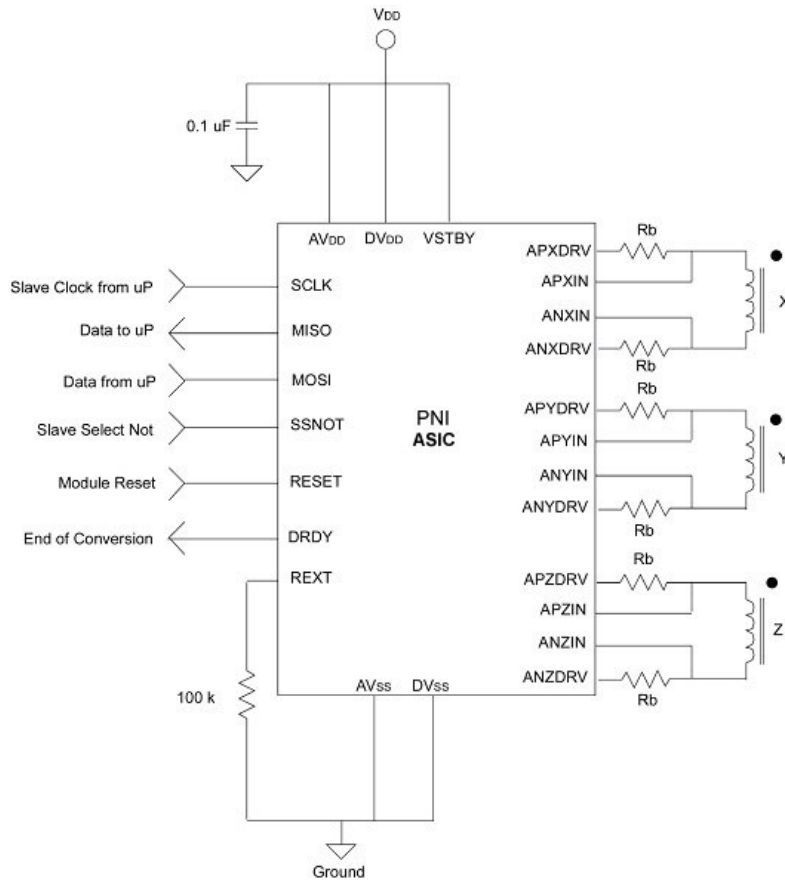 VDD
0.1 uF
AVDD DVDD VSTBY
Slave Clock from uP
SCLK
Data to uP
MISO
Data from uP
MOSI
Slave Select Not
SSNOT
Module Reset
RESET
End of Conversion
DRDY
REXT
100 k
PNI
ASIC
AVSS DVSS
Ground
Rb
APXDRV
APXIN
ANXIN
ANXDRV
Rb
X
Rb
APYDRV
APYIN
ANYIN
ANYDRV
Rb
Y
Rb
APZDRV
APZIN
ANZIN
ANZDRV
Rb
Z